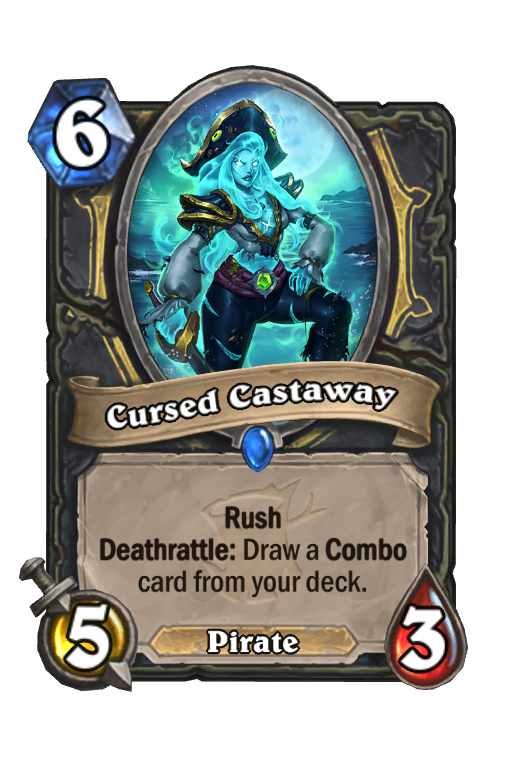 6
Cursed Castaway
Rush
Deathrattle: Draw a Combo
card from your deck.
5
Pirate
3